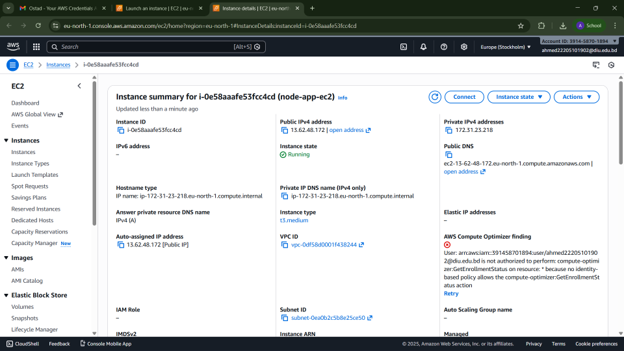 Ostad - Your AWS Credentials A
Launch an instance | EC2 | eu-n
Instance details | EC2 | eu-nort
eu-north-1.console.aws.amazon.com/ec2/home?region=eu-north-1#InstanceDetails:instanceId=i-0e58aaafe53fcc4cd
School
aws
Search
[Alt+S]
Europe (Stockholm)
Account ID: 3914-5870-1894
ahmed22205101902@diu.edu.bd
EC2
Instances
i-0e58aaafe53fcc4cd
EC2
Dashboard
AWS Global View
Events
Instances
Instances
Instance Types
Launch Templates
Spot Requests
Savings Plans
Reserved Instances
Dedicated Hosts
Capacity Reservations
Capacity Manager New
Images
AMIs
AMI Catalog
Elastic Block Store
Volumes
Snapshots
Lifecycle Manager
Instance summary for i-0e58aaafe53fcc4cd (node-app-ec2) Info
Updated less than a minute ago
Connect
Instance state
Actions
Instance ID
i-0e58aaafe53fcc4cd
Public IPv4 address
13.62.48.172 | open address
Private IPv4 addresses
172.31.23.218
IPv6 address
–
Instance state
Running
Public DNS
ec2-13-62-48-172.eu-north-1.compute.amazonaws.com |
open address
Hostname type
IP name: ip-172-31-23-218.eu-north-1.compute.internal
Private IP DNS name (IPv4 only)
ip-172-31-23-218.eu-north-1.compute.internal
Answer private resource DNS name
IPv4 (A)
Instance type
t3.medium
Elastic IP addresses
–
Auto-assigned IP address
13.62.48.172 [Public IP]
VPC ID
vpc-0df58d0001f438244
AWS Compute Optimizer finding
User: arn:aws:iam::391458701894:user/ahmed2220510190
2@diu.edu.bd is not authorized to perform: compute-optimi
zer:GetEnrollmentStatus on resource: * because no identity-
based policy allows the compute-optimizer:GetEnrollmentSt
atus action
Retry
IAM Role
–
Subnet ID
subnet-0ea0b2c5b8e25ce50
Auto Scaling Group name
–
IMDSv2
Instance ARN
Managed
CloudShell
Feedback
Console Mobile App
© 2025, Amazon Web Services, Inc. or its affiliates.
Privacy
Terms
Cookie preferences